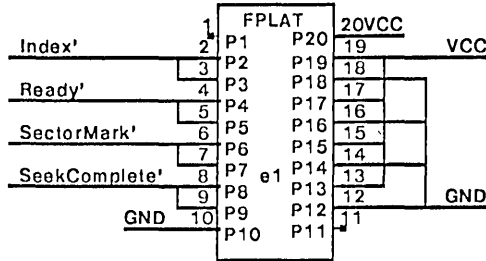 FPLAT
1 P1 P20 20VCC
Index' 2 P2 P19 19 VCC
3 P3 P18 18
Ready' 4 P4 P17 17
5 P5 P16 16
SectorMark' 6 P6 P15 15
7 P7 P14 14
SeekComplete' 8 P8 e1 P13 13
9 P9 P12 12 GND
GND 10 P10 P11 11